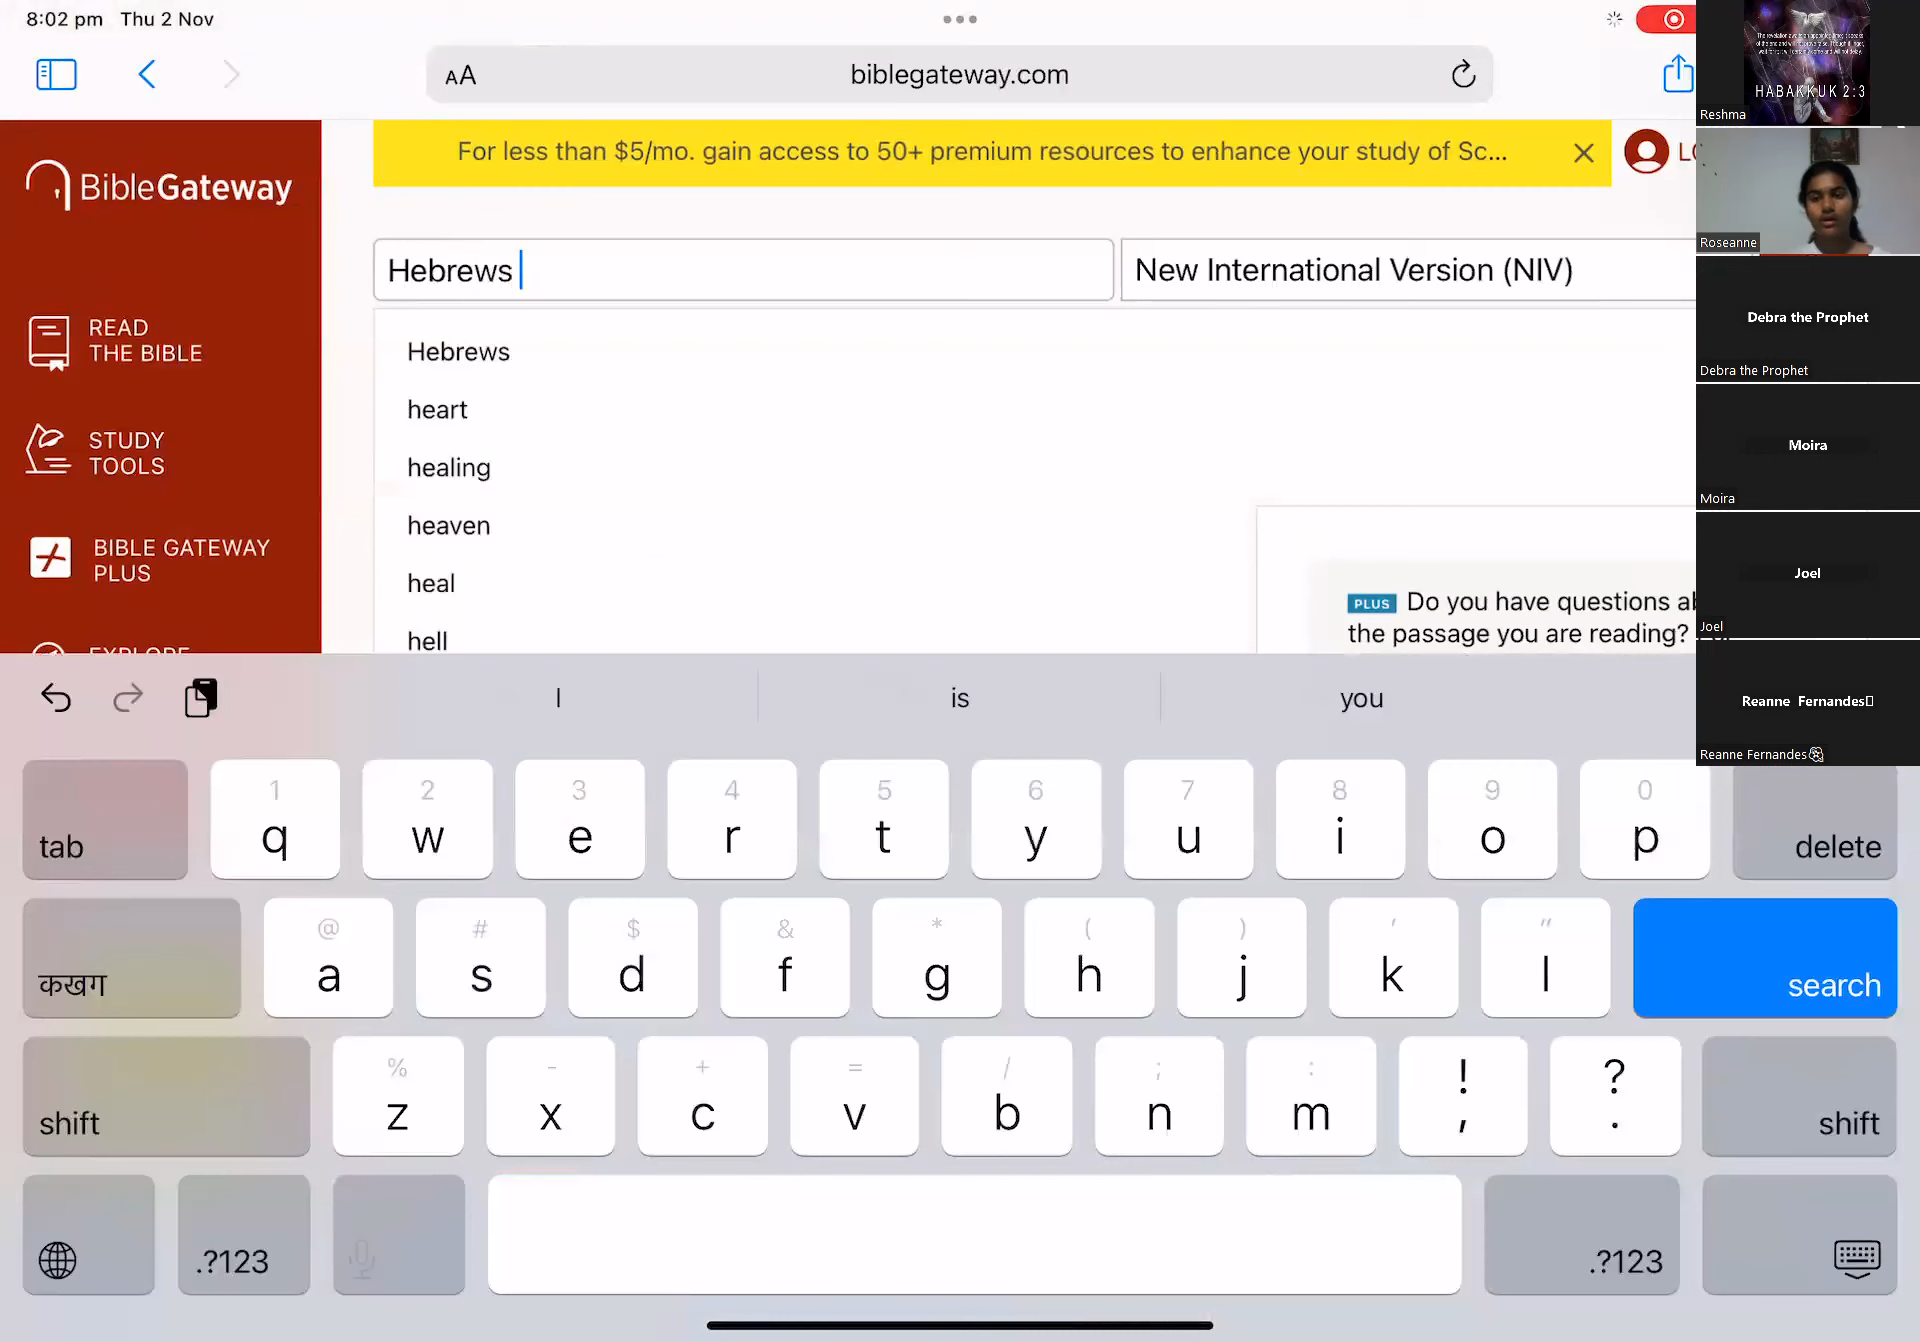 8:02 pm Thu 2 Nov
AA
biblegateway.com
BibleGateway
For less than $5/mo. gain access to 50+ premium resources to enhance your study of Sc...
Hebrews
New International Version (NIV)
READ
THE BIBLE
STUDY
TOOLS
BIBLE GATEWAY
PLUS
Hebrews
heart
healing
heaven
heal
hell
PLUS Do you have questions
the passage you are reading?
HABAKKUK 2:3
Reshma
Roseanne
Debra the Prophet
Debra the Prophet
Moira
Moira
Joel
Joel
Reanne Fernandes
Reanne Fernandes
I is you
tab
1 2 3 4 5 6 7 8 9 0
q w e r t y u i o p
delete
कखग
@ # $ & * ( ) ' "
a s d f g h j k l
search
shift
% - + = / ; : ! ?
z x c v b n m , .
shift
.?123
.?123